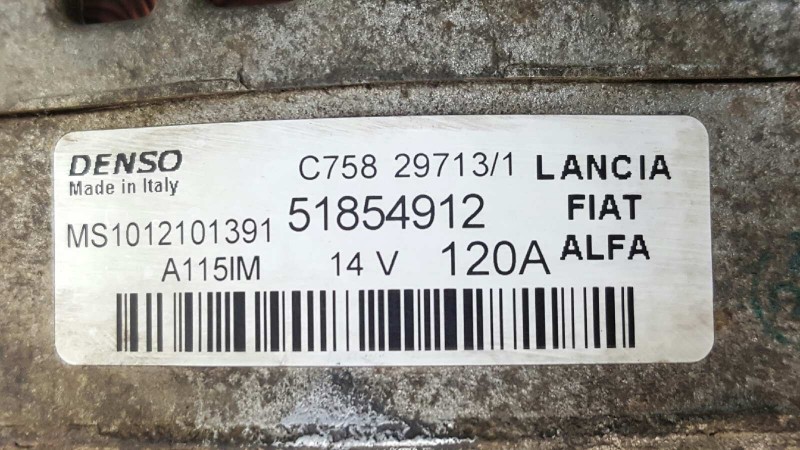 DENSO
Made in Italy
C758 29713/1
LANCIA
MS1012101391
51854912
FIAT
A115IM
14 V
120A
ALFA